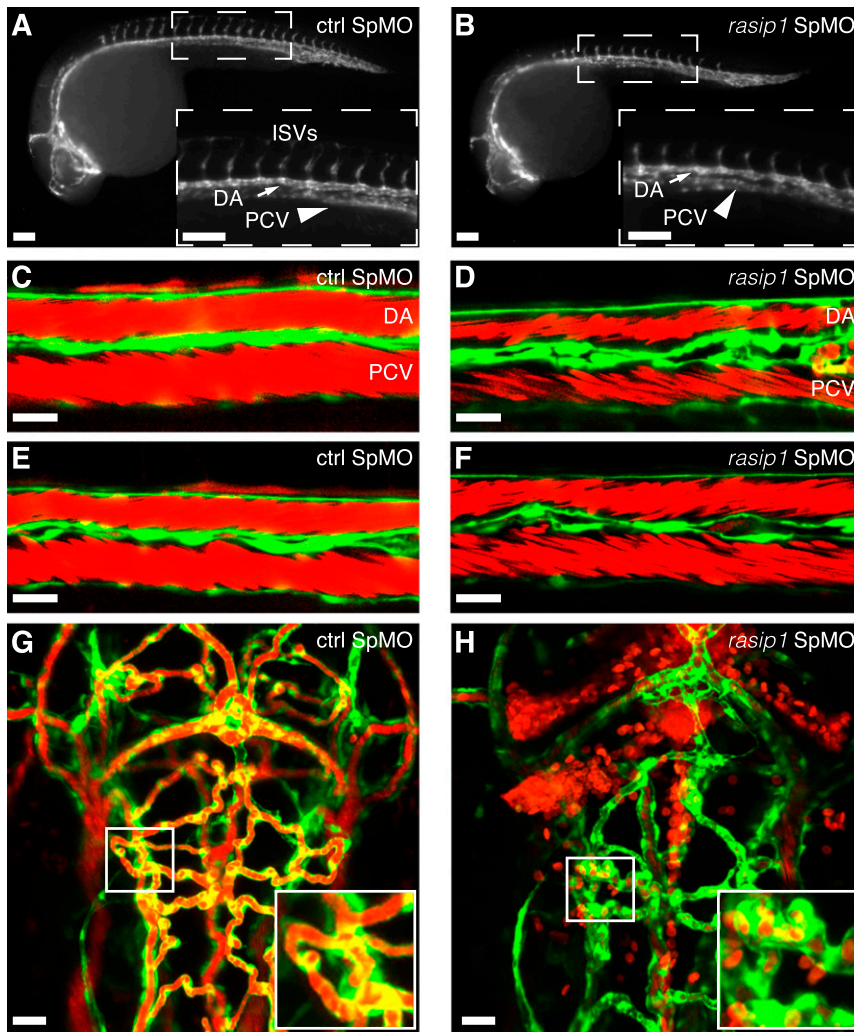 A ctrl SpMO
ISVs
DA
PCV
B rasip1 SpMO
DA
PCV
C ctrl SpMO
DA
PCV
D rasip1 SpMO
DA
PCV
E ctrl SpMO
F rasip1 SpMO
G ctrl SpMO
H rasip1 SpMO